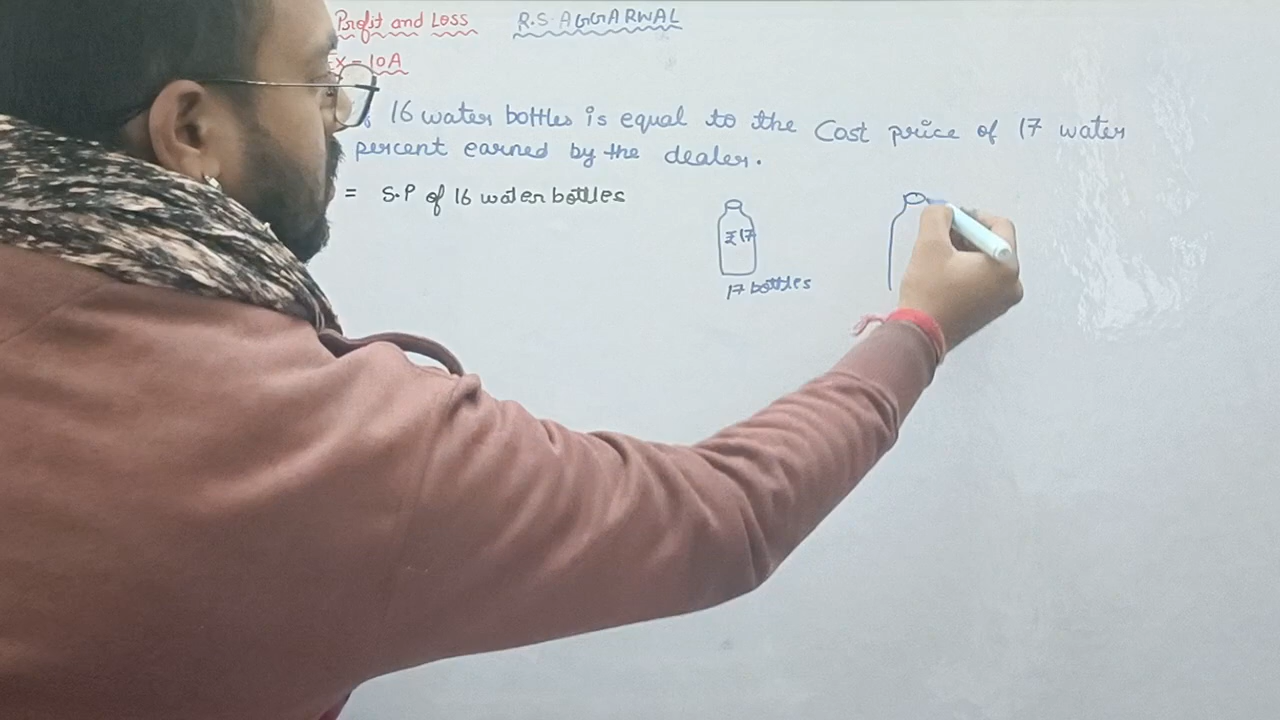 Profit and Loss R.S. AGGARWAL
Ex - 10A
16 water bottles is equal to the Cost price of 17 water
percent earned by the dealer.
= S.P of 16 water bottles
₹17
17 bottles